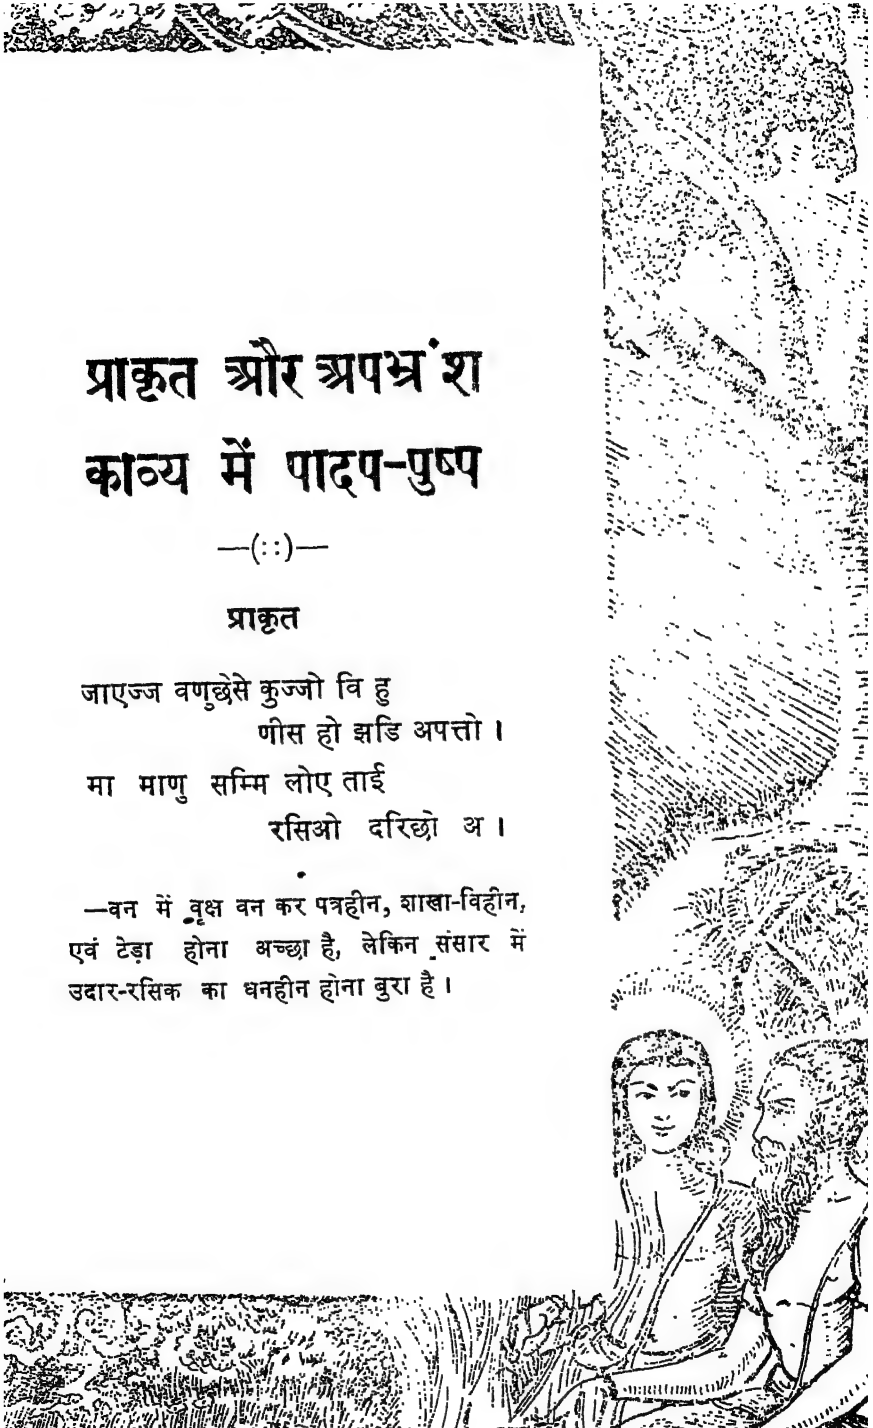 प्राकृत और अपभ्रंश
काव्य में पादप-पुष्प
—(::)—
प्राकृत
जाएज्ज वणुछेसे कुज्जो वि हु
णीस हो झडि अपत्तो ।
मा माणु सम्मि लोए ताई
रसिओ दरिछो अ ।
—वन में वृक्ष वन कर पत्रहीन, शाखा-विहीन,
एवं टेड़ा होना अच्छा है, लेकिन संसार में
उदार-रसिक का धनहीन होना बुरा है ।